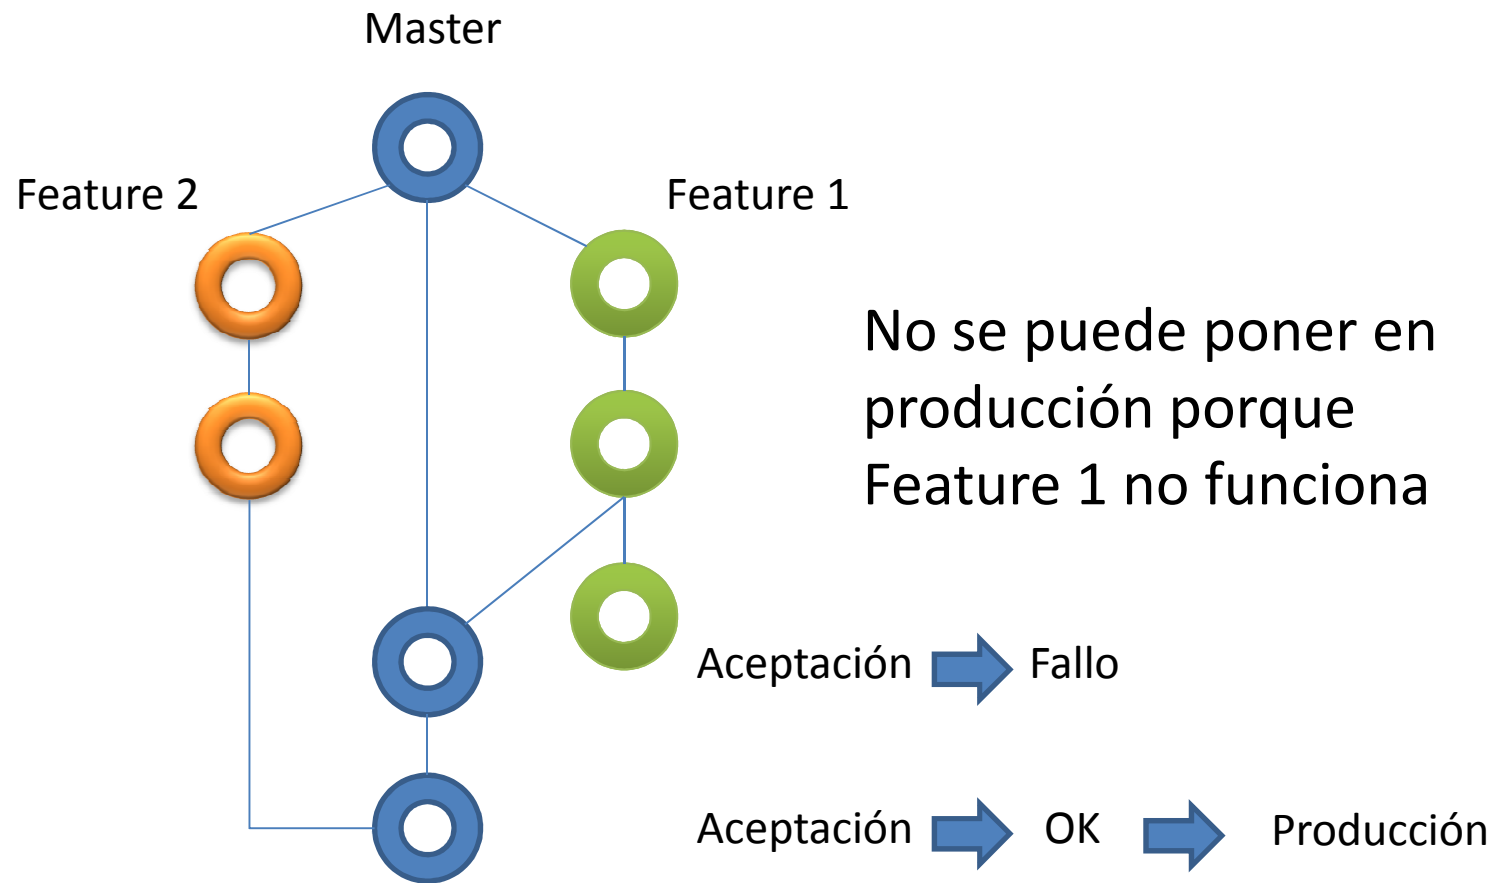 Master
Feature 2
Feature 1
No se puede poner en
producción porque
Feature 1 no funciona
Aceptación Fallo
Aceptación OK Producción